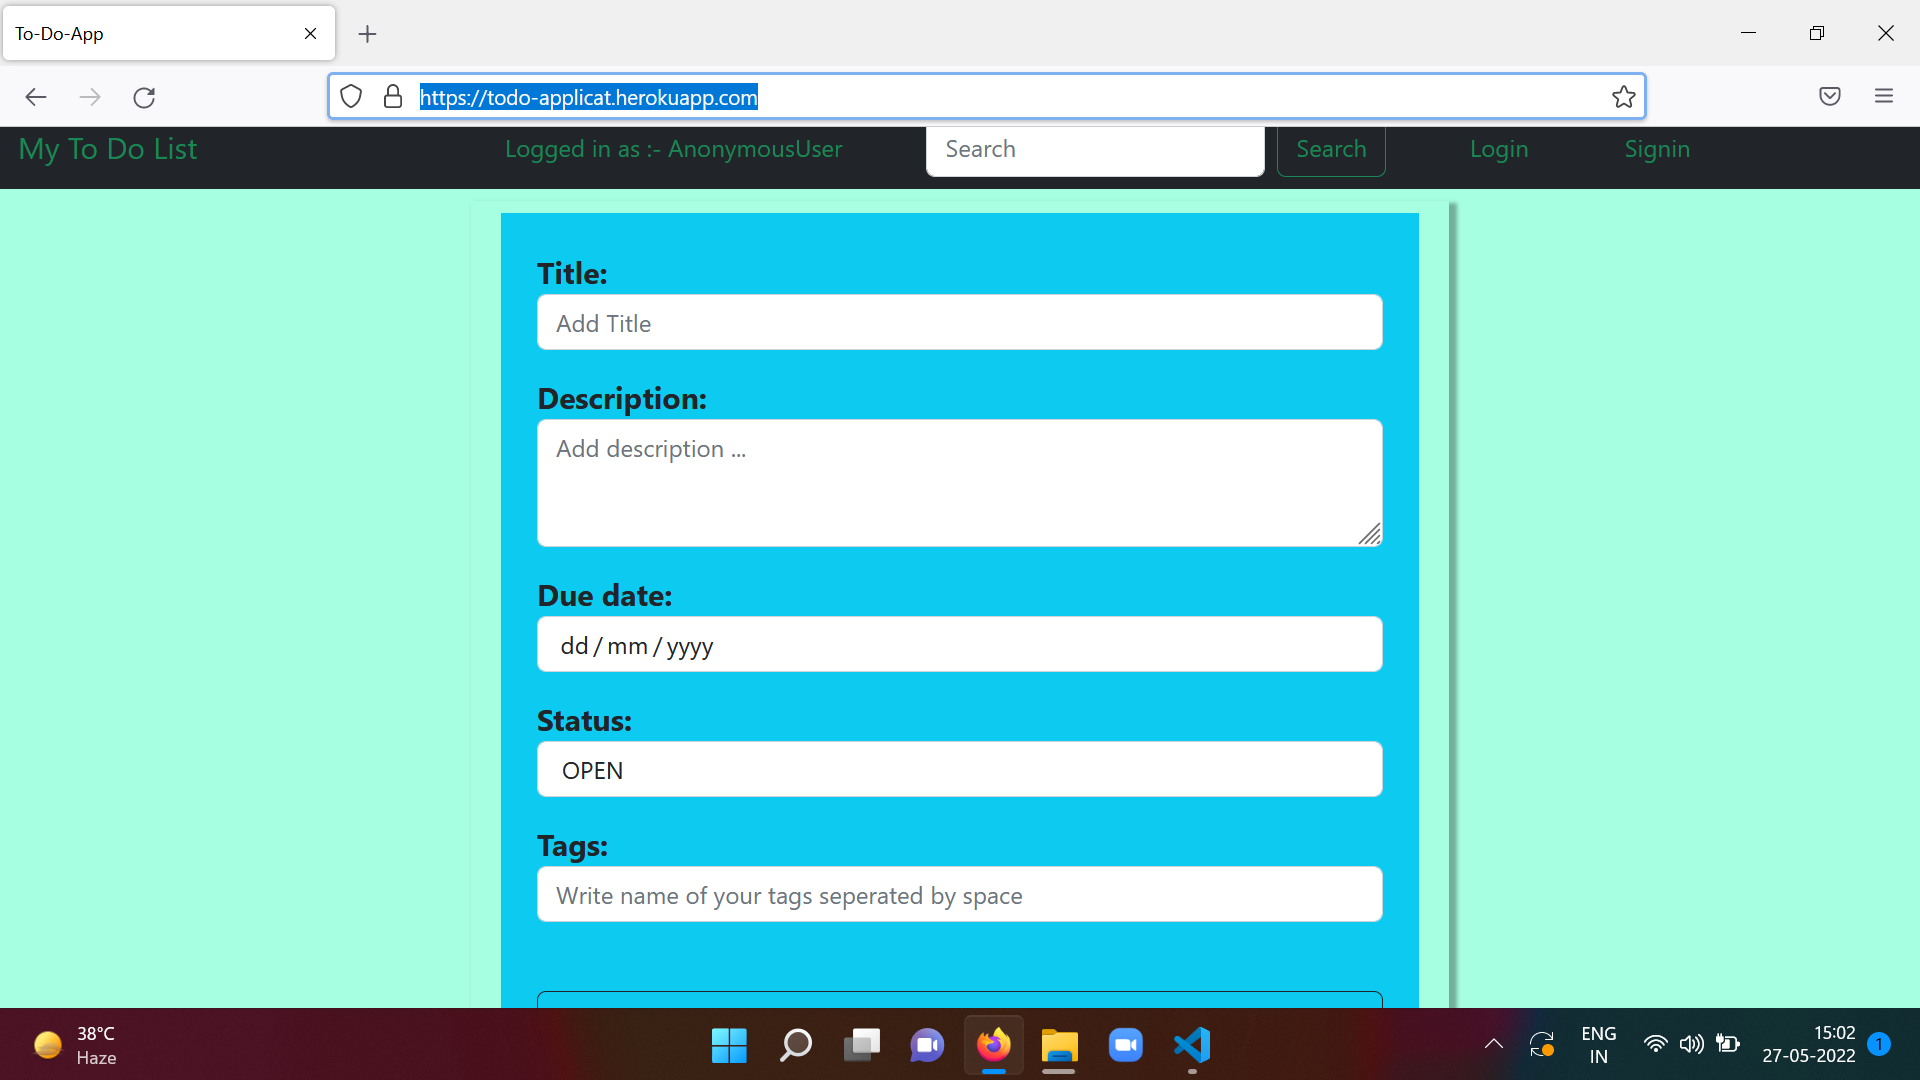 To-Do-App
https://todo-applicat.herokuapp.com
My To Do List
Logged in as :- AnonymousUser
Search
Search
Login
Signin
Title:
Add Title
Description:
Add description ...
Due date:
dd / mm / yyyy
Status:
OPEN
Tags:
Write name of your tags seperated by space
38°C
Haze
ENG
IN
15:02
27-05-2022
1